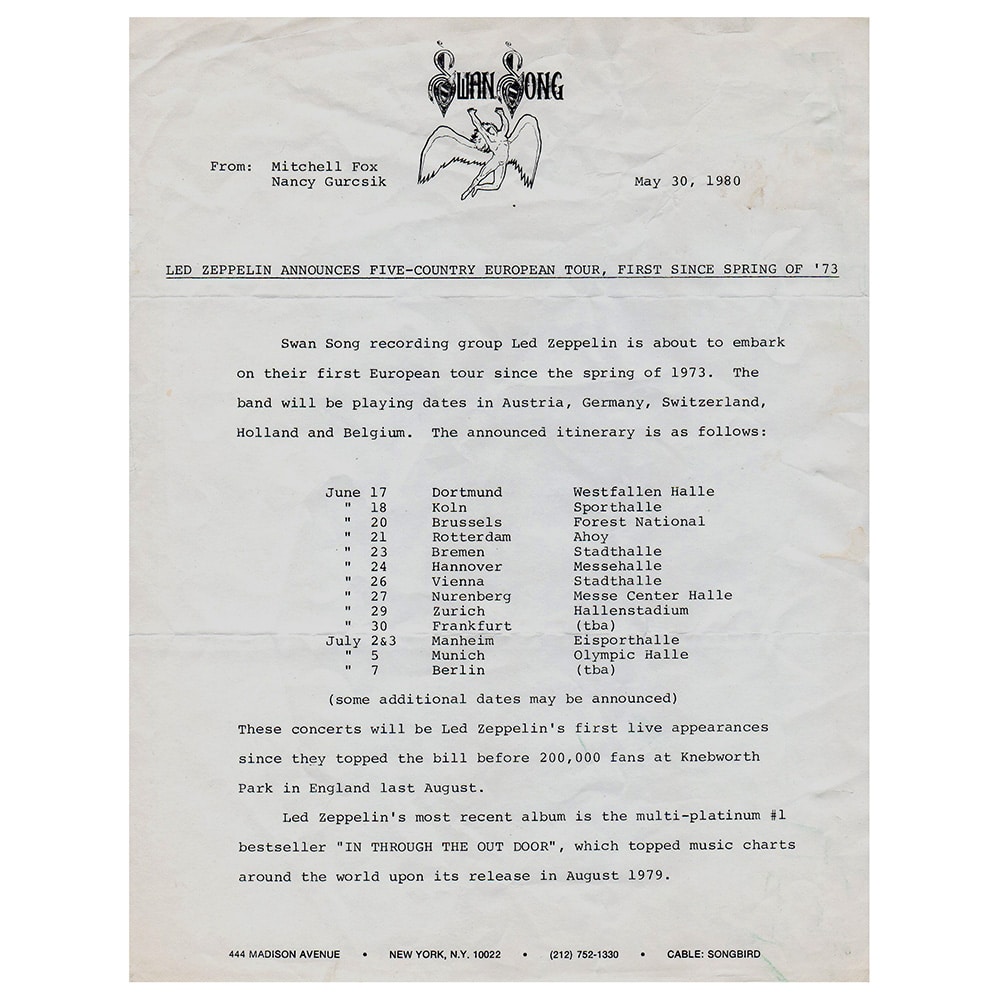 SWAN SONG
From: Mitchell Fox
Nancy Gurcsik
May 30, 1980
LED ZEPPELIN ANNOUNCES FIVE-COUNTRY EUROPEAN TOUR, FIRST SINCE SPRING OF '73
Swan Song recording group Led Zeppelin is about to embark
on their first European tour since the spring of 1973. The
band will be playing dates in Austria, Germany, Switzerland,
Holland and Belgium. The announced itinerary is as follows:
June 17 Dortmund Westfallen Halle
" 18 Koln Sporthalle
" 20 Brussels Forest National
" 21 Rotterdam Ahoy
" 23 Bremen Stadthalle
" 24 Hannover Messehalle
" 26 Vienna Stadthalle
" 27 Nurenberg Messe Center Halle
" 29 Zurich Hallenstadium
" 30 Frankfurt (tba)
July 2&3 Manheim Eisporthalle
" 5 Munich Olympic Halle
" 7 Berlin (tba)
(some additional dates may be announced)
These concerts will be Led Zeppelin's first live appearances
since they topped the bill before 200,000 fans at Knebworth
Park in England last August.
Led Zeppelin's most recent album is the multi-platinum #1
bestseller "IN THROUGH THE OUT DOOR", which topped music charts
around the world upon its release in August 1979.
444 MADISON AVENUE • NEW YORK, N.Y. 10022 • (212) 752-1330 • CABLE: SONGBIRD